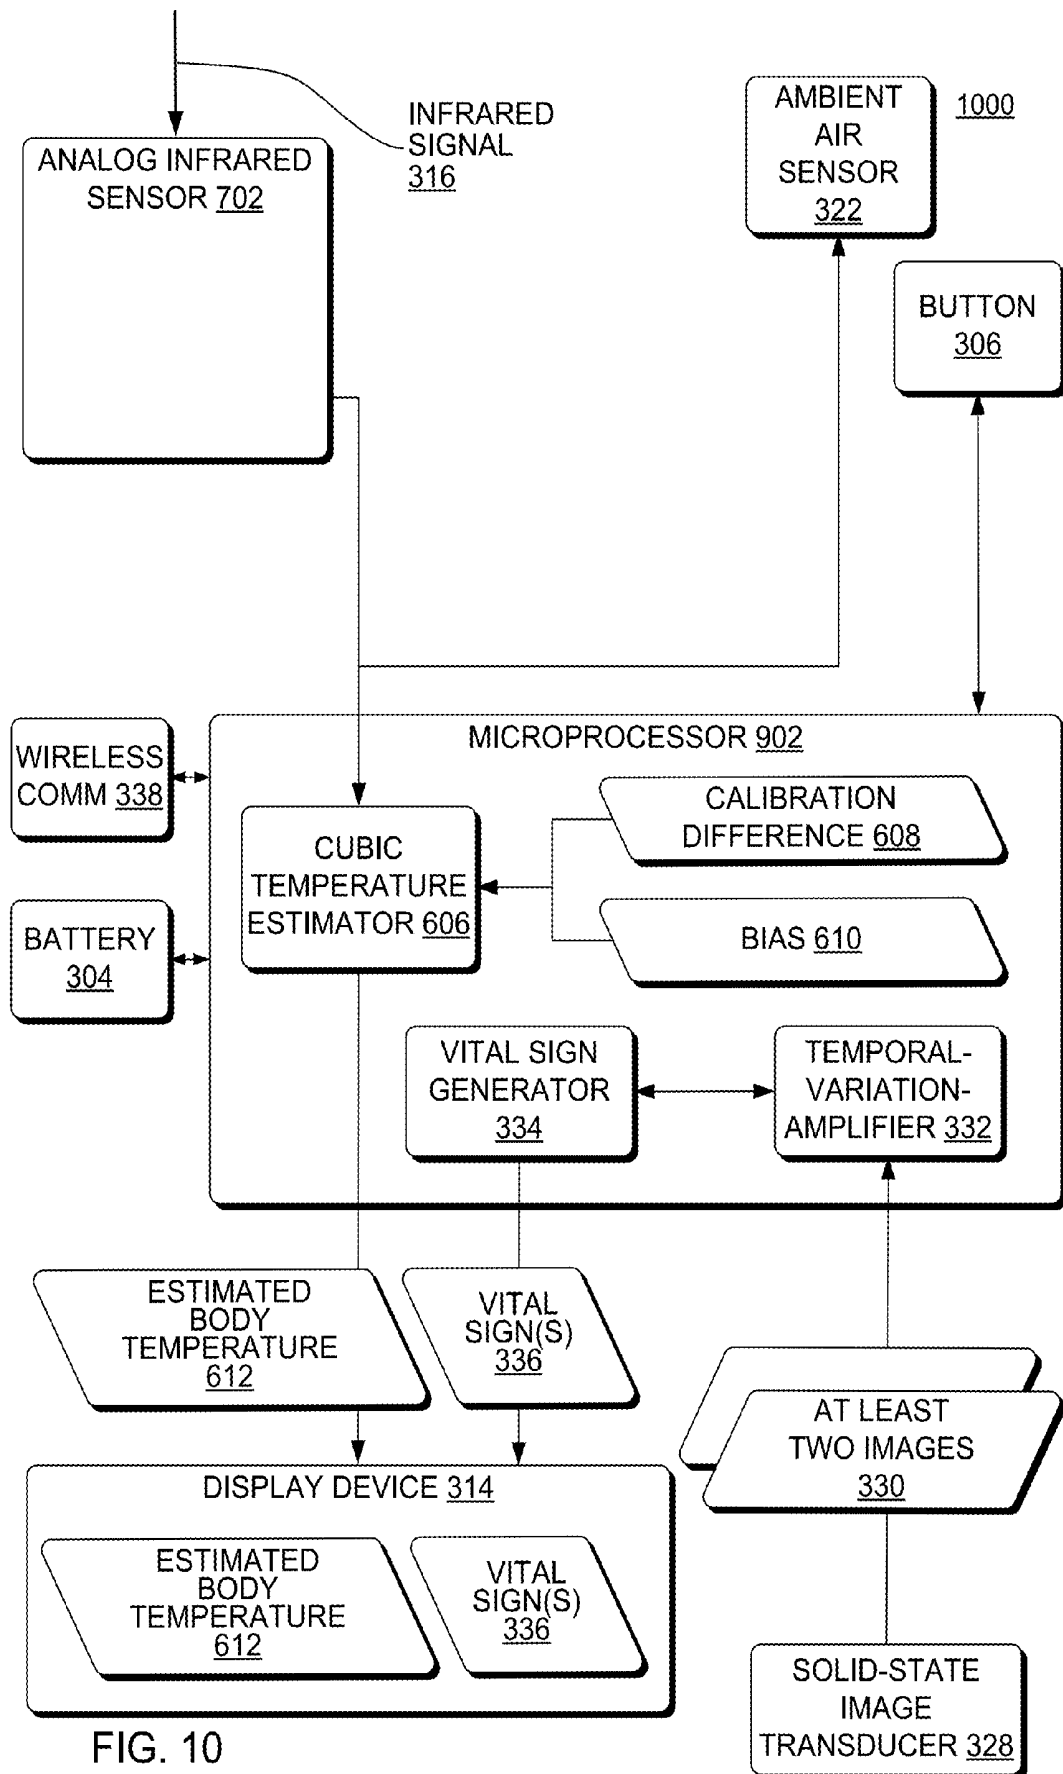 INFRARED
SIGNAL
316
ANALOG INFRARED
SENSOR 702
AMBIENT
AIR
SENSOR
322
1000
BUTTON
306
MICROPROCESSOR 902
WIRELESS
COMM 338
CALIBRATION
DIFFERENCE 608
CUBIC
TEMPERATURE
ESTIMATOR 606
BIAS 610
BATTERY
304
VITAL SIGN
GENERATOR
334
TEMPORAL-
VARIATION-
AMPLIFIER 332
ESTIMATED
BODY
TEMPERATURE
612
VITAL
SIGN(S)
336
AT LEAST
TWO IMAGES
330
DISPLAY DEVICE 314
ESTIMATED
BODY
TEMPERATURE
612
VITAL
SIGN(S)
336
SOLID-STATE
IMAGE
TRANSDUCER 328
FIG. 10